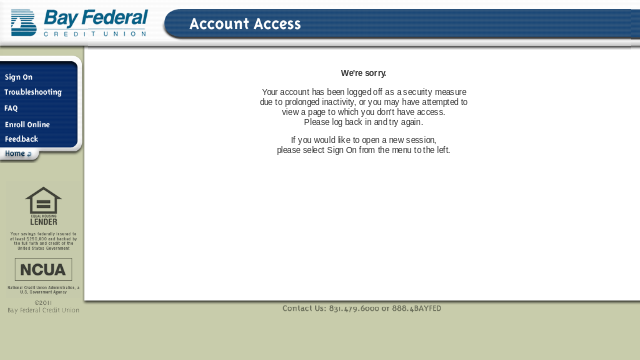 Bay Federal
CREDIT UNION
Account Access
Sign On
Troubleshooting
FAQ
Enroll Online
Feedback
Home
We're sorry.
Your account has been logged off as a security measure
due to prolonged inactivity, or you may have attempted to
view a page to which you don't have access.
Please log back in and try again.
If you would like to open a new session,
please select Sign On from the menu to the left.
EQUAL HOUSING
LENDER
Your savings federally insured to
at least $250,000 and backed by
the full faith and credit of the
United States Government
NCUA
National Credit Union Administration, a
U.S. Government Agency
©2011
Bay Federal Credit Union
Contact Us: 831.479.6000 or 888.4BAYFED